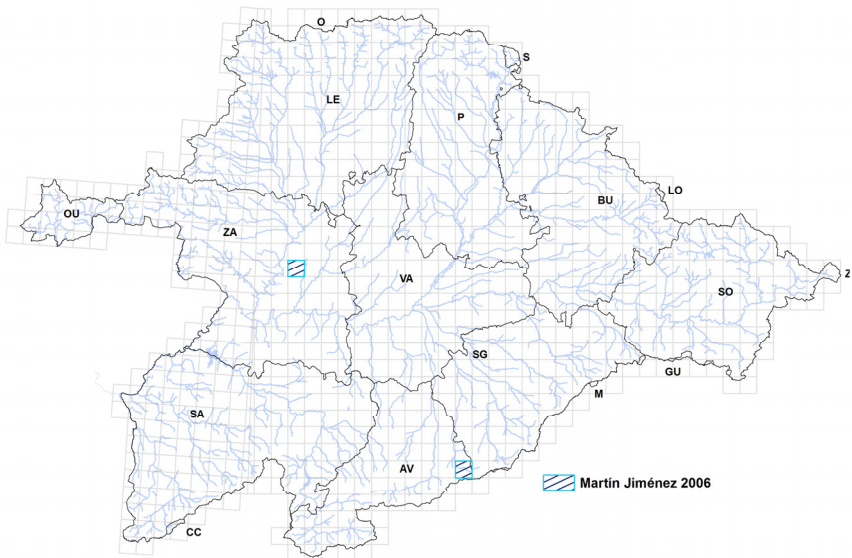 O
S
LE
P
LO
BU
OU
ZA
Z
VA
SO
SG
GU
M
SA
AV
Martín Jiménez 2006
CC